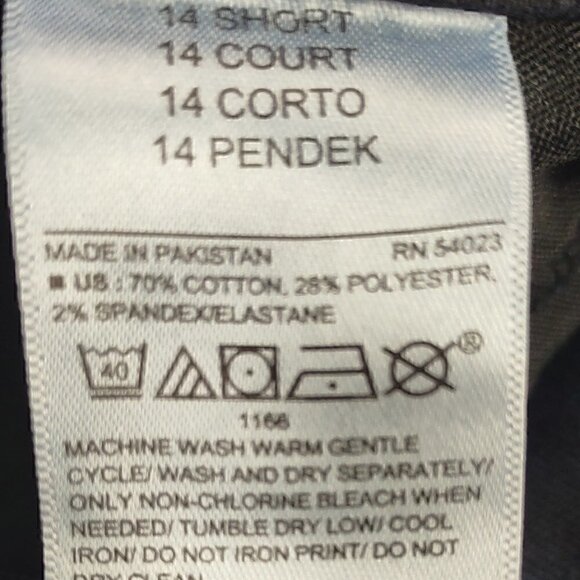 14 SHORT
14 COURT
14 CORTO
14 PENDEK
MADE IN PAKISTAN RN 54023
■ US : 70% COTTON, 28% POLYESTER,
2% SPANDEX/ELASTANE
40 ®
1166
MACHINE WASH WARM GENTLE
CYCLE/ WASH AND DRY SEPARATELY/
ONLY NON-CHLORINE BLEACH WHEN
NEEDED/ TUMBLE DRY LOW/ COOL
IRON/ DO NOT IRON PRINT/ DO NOT
DRY CLEAN